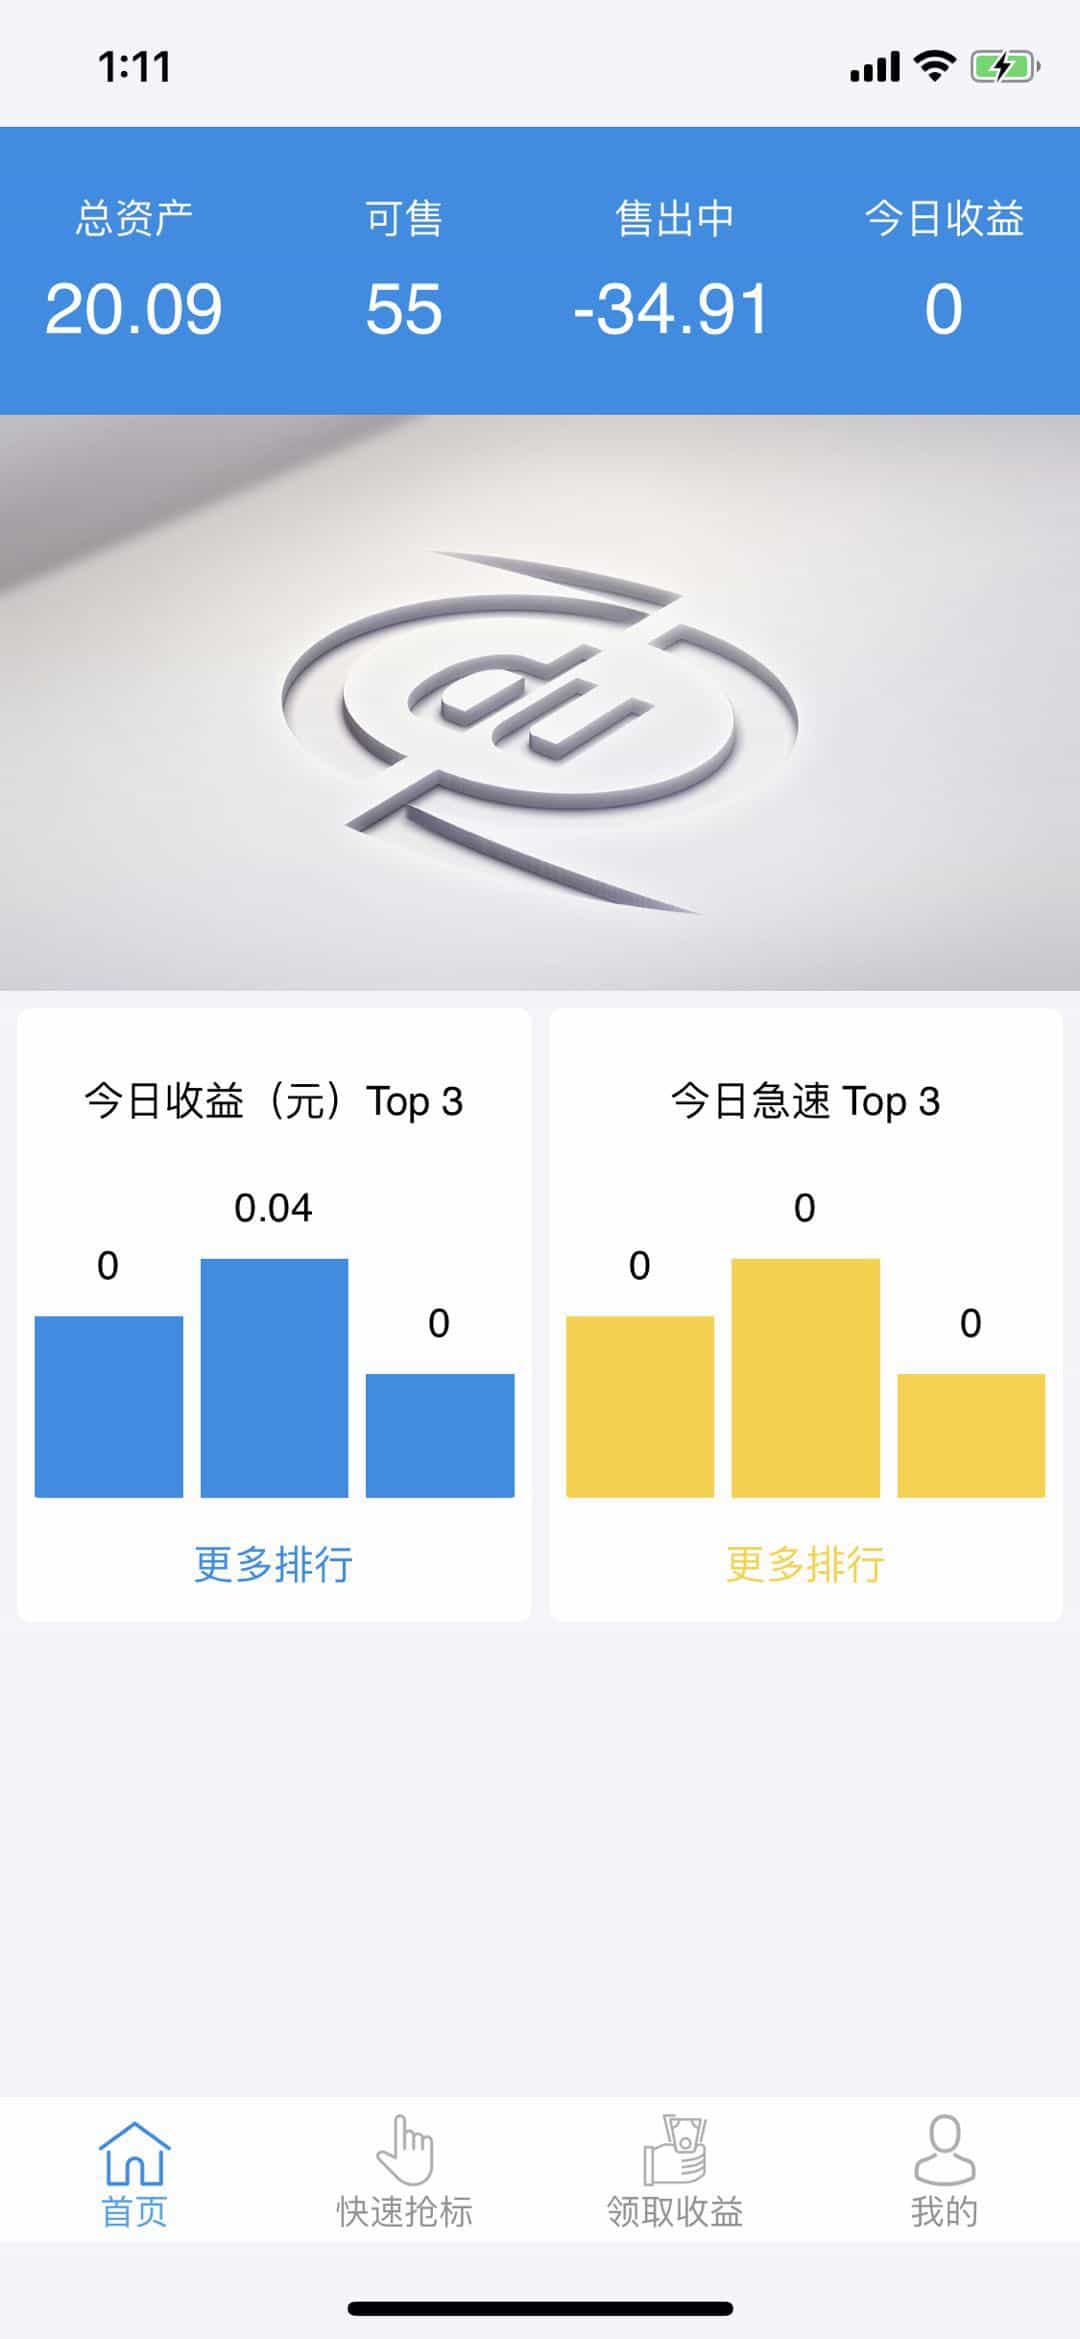 1:11
总资产 可售 售出中 今日收益
20.09 55 -34.91 0
du
今日收益（元）Top 3
0.04
0
0
更多排行
今日急速 Top 3
0
0
0
更多排行
首页 快速抢标 领取收益 我的